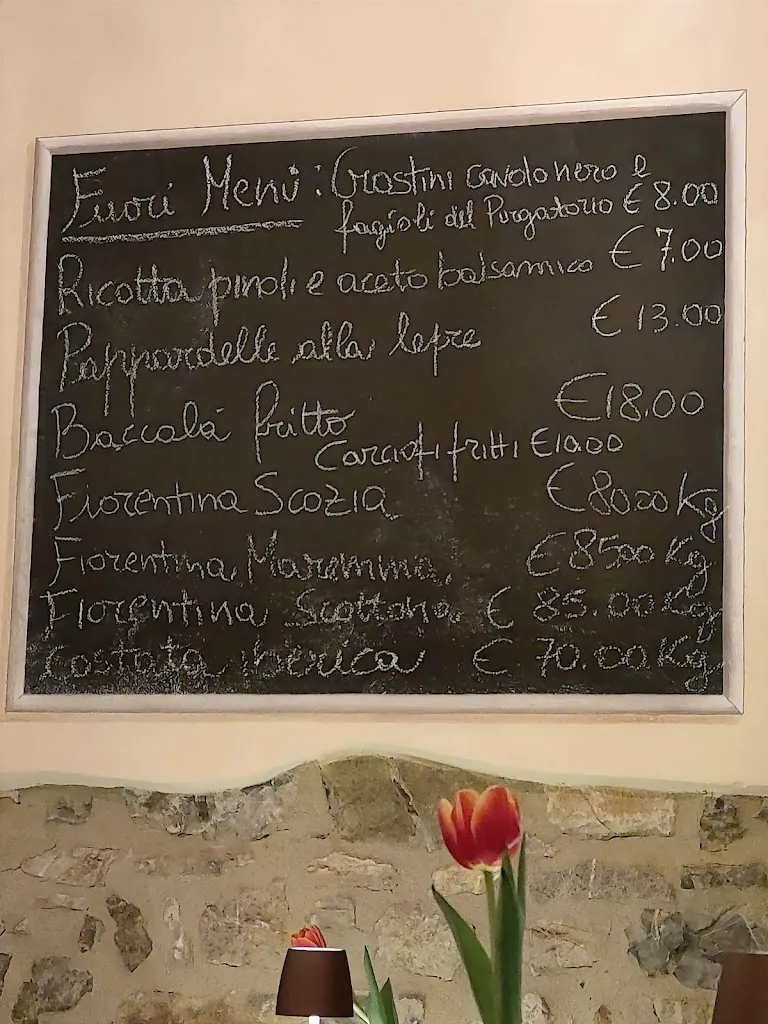 Fuori Menù: Crostini cavolo nero e
fagioli del Purgatorio € 8.00
Ricotta pinoli e aceto balsamico € 7.00
Pappardelle alla lepre € 13.00
Baccalà fritto €18.00
Carciofi fritti €10.00
Fiorentina Scozia €80.00 Kg
Fiorentina Maremma €85.00 Kg
Fiorentina Scottona € 85.00 Kg
Costata iberica € 70.00 Kg